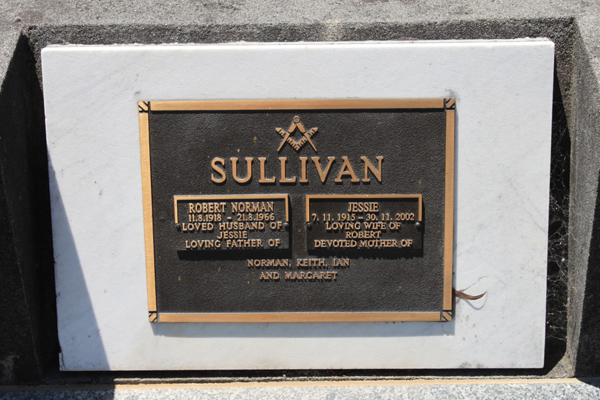 SULLIVAN
ROBERT NORMAN
11.8.1918 - 21.8.1966
LOVED HUSBAND OF
JESSIE
LOVING FATHER OF
JESSIE
7.11.1915 - 30.11.2002
LOVING WIFE OF
ROBERT
DEVOTED MOTHER OF
NORMAN, KEITH, IAN
AND MARGARET